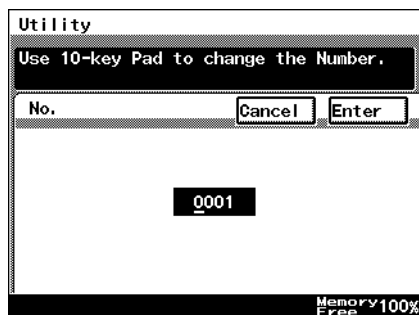 Utility
Use 10-key Pad to change the Number.
No. Cancel Enter
0001
Memory
Free 100%